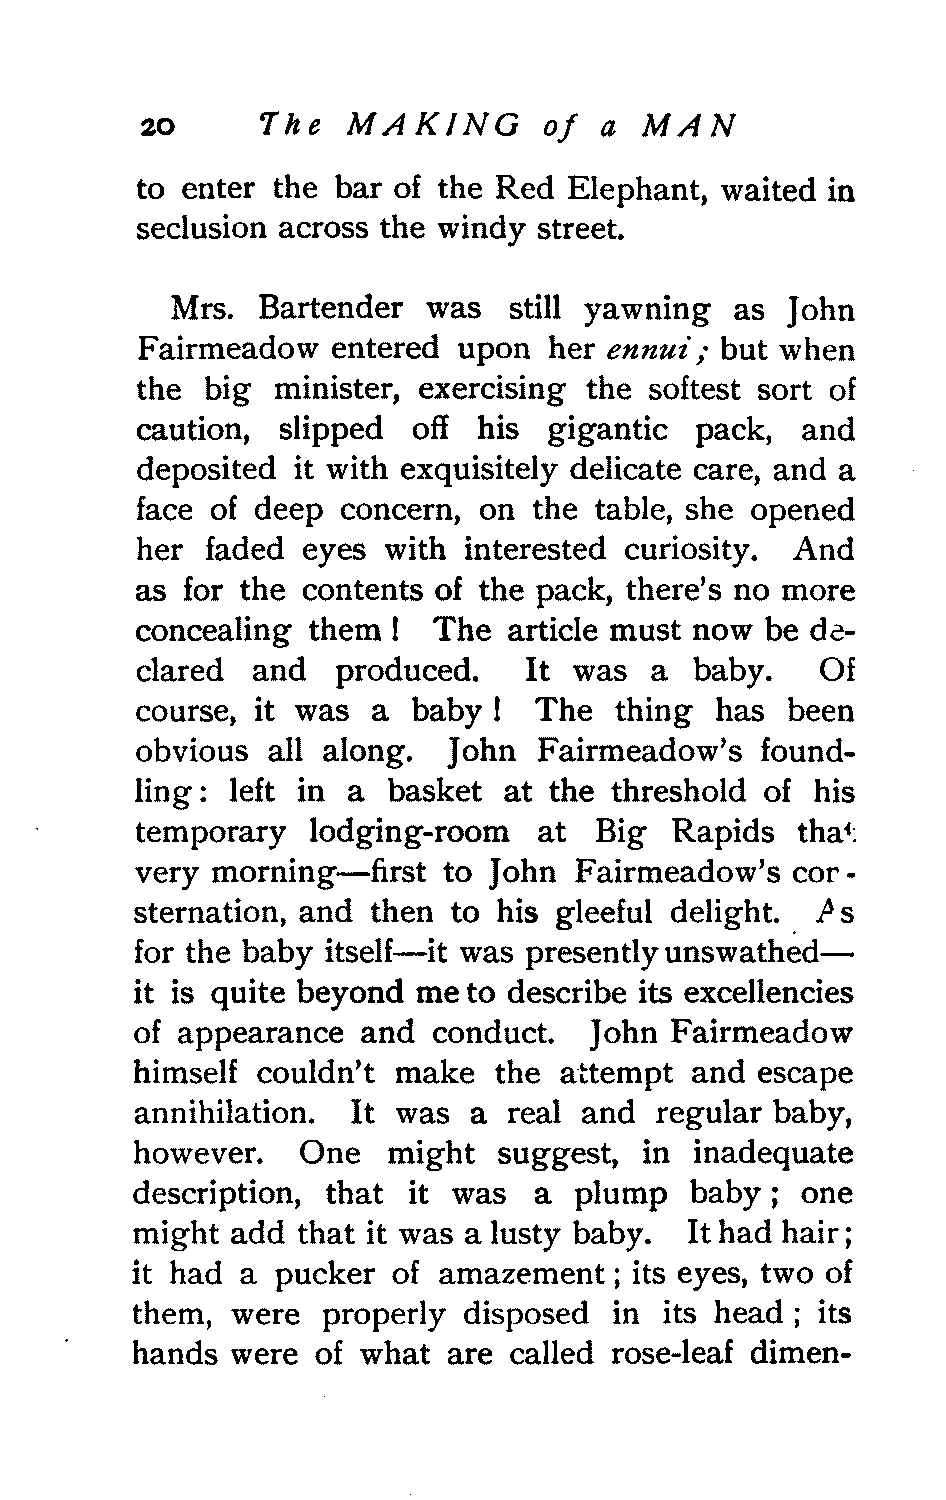 20 The MAKING of a MAN
to enter the bar of the Red Elephant, waited in
seclusion across the windy street.
Mrs. Bartender was still yawning as John
Fairmeadow entered upon her ennui; but when
the big minister, exercising the softest sort of
caution, slipped off his gigantic pack, and
deposited it with exquisitely delicate care, and a
face of deep concern, on the table, she opened
her faded eyes with interested curiosity. And
as for the contents of the pack, there's no more
concealing them! The article must now be de-
clared and produced. It was a baby. Of
course, it was a baby! The thing has been
obvious all along. John Fairmeadow's found-
ling: left in a basket at the threshold of his
temporary lodging-room at Big Rapids that
very morning—first to John Fairmeadow's cor-
sternation, and then to his gleeful delight. As
for the baby itself—it was presently unswathed—
it is quite beyond me to describe its excellencies
of appearance and conduct. John Fairmeadow
himself couldn't make the attempt and escape
annihilation. It was a real and regular baby,
however. One might suggest, in inadequate
description, that it was a plump baby; one
might add that it was a lusty baby. It had hair;
it had a pucker of amazement; its eyes, two of
them, were properly disposed in its head; its
hands were of what are called rose-leaf dimen-